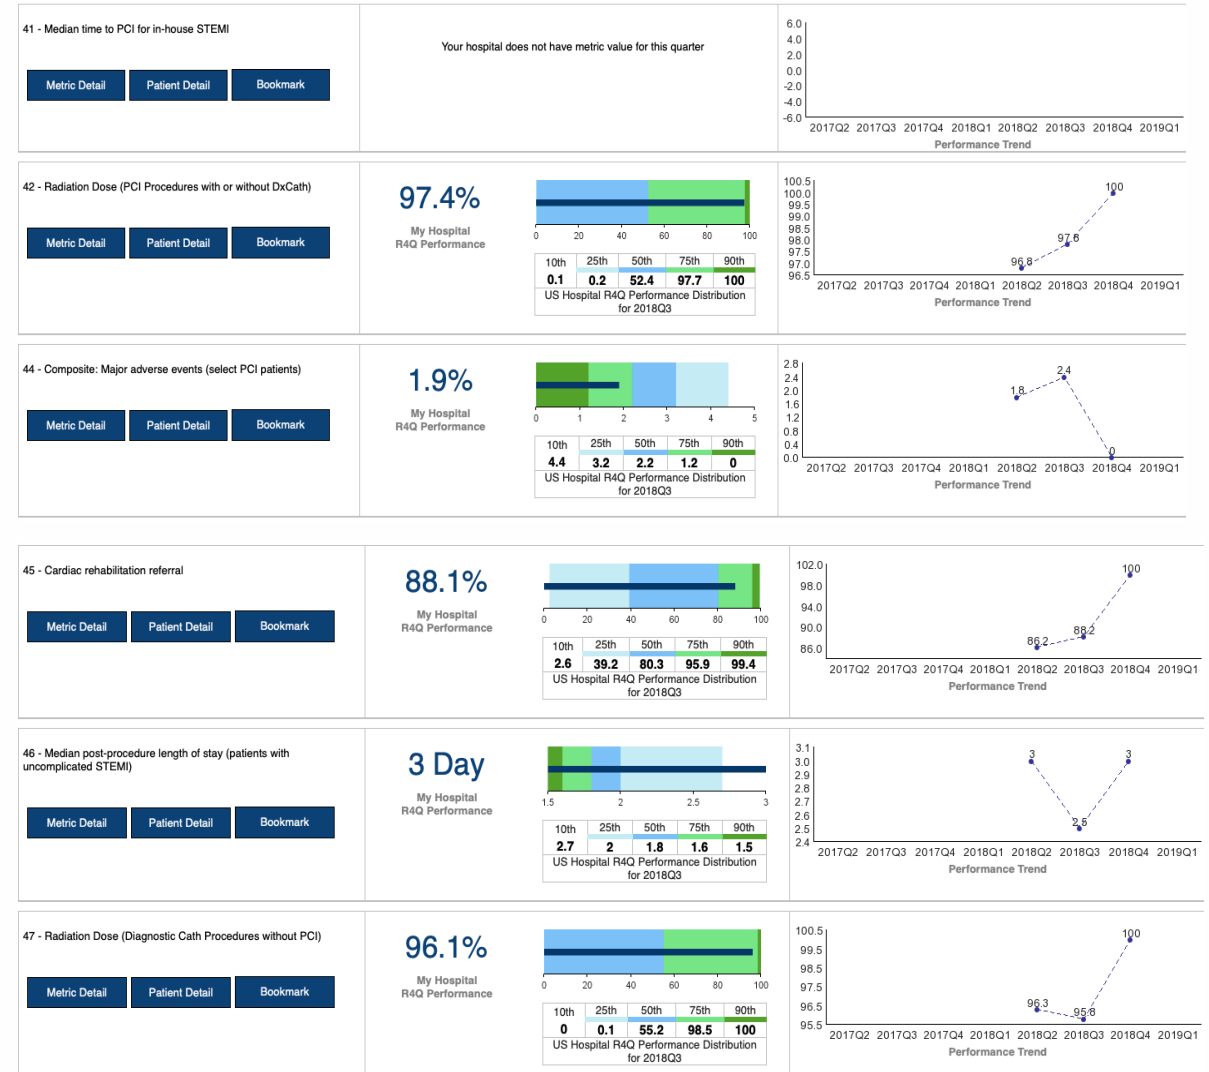 41 - Median time to PCI for in-house STEMI
Metric Detail Patient Detail Bookmark
Your hospital does not have metric value for this quarter
6.0
4.0
2.0
0.0
-2.0
-4.0
-6.0
2017Q2 2017Q3 2017Q4 2018Q1 2018Q2 2018Q3 2018Q4 2019Q1
Performance Trend
42 - Radiation Dose (PCI Procedures with or without DxCath)
Metric Detail Patient Detail Bookmark
97.4%
My Hospital
R4Q Performance
0 20 40 60 80 100
10th 25th 50th 75th 90th
0.1 0.2 52.4 97.7 100
US Hospital R4Q Performance Distribution
for 2018Q3
100.5
100.0
99.5
99.0
98.5
98.0
97.5
97.0
96.5
96.8 97.8 100
2017Q2 2017Q3 2017Q4 2018Q1 2018Q2 2018Q3 2018Q4 2019Q1
Performance Trend
44 - Composite: Major adverse events (select PCI patients)
Metric Detail Patient Detail Bookmark
1.9%
My Hospital
R4Q Performance
0 1 2 3 4 5
10th 25th 50th 75th 90th
4.4 3.2 2.2 1.2 0
US Hospital R4Q Performance Distribution
for 2018Q3
2.8
2.4
2.0
1.6
1.2
0.8
0.4
0.0
1.8 2.4 0
2017Q2 2017Q3 2017Q4 2018Q1 2018Q2 2018Q3 2018Q4 2019Q1
Performance Trend
45 - Cardiac rehabilitation referral
Metric Detail Patient Detail Bookmark
88.1%
My Hospital
R4Q Performance
0 20 40 60 80 100
10th 25th 50th 75th 90th
2.6 39.2 80.3 95.9 99.4
US Hospital R4Q Performance Distribution
for 2018Q3
102.0
98.0
94.0
90.0
86.0
86.2 88.2 100
2017Q2 2017Q3 2017Q4 2018Q1 2018Q2 2018Q3 2018Q4 2019Q1
Performance Trend
46 - Median post-procedure length of stay (patients with
uncomplicated STEMI)
Metric Detail Patient Detail Bookmark
3 Day
My Hospital
R4Q Performance
1.5 2 2.5 3
10th 25th 50th 75th 90th
2.7 2 1.8 1.6 1.5
US Hospital R4Q Performance Distribution
for 2018Q3
3.1
3.0
2.9
2.8
2.7
2.6
2.5
2.4
3 2.5 3
2017Q2 2017Q3 2017Q4 2018Q1 2018Q2 2018Q3 2018Q4 2019Q1
Performance Trend
47 - Radiation Dose (Diagnostic Cath Procedures without PCI)
Metric Detail Patient Detail Bookmark
96.1%
My Hospital
R4Q Performance
0 20 40 60 80 100
10th 25th 50th 75th 90th
0 0.1 55.2 98.5 100
US Hospital R4Q Performance Distribution
for 2018Q3
100.5
99.5
98.5
97.5
96.5
95.5
96.3 95.8 100
2017Q2 2017Q3 2017Q4 2018Q1 2018Q2 2018Q3 2018Q4 2019Q1
Performance Trend